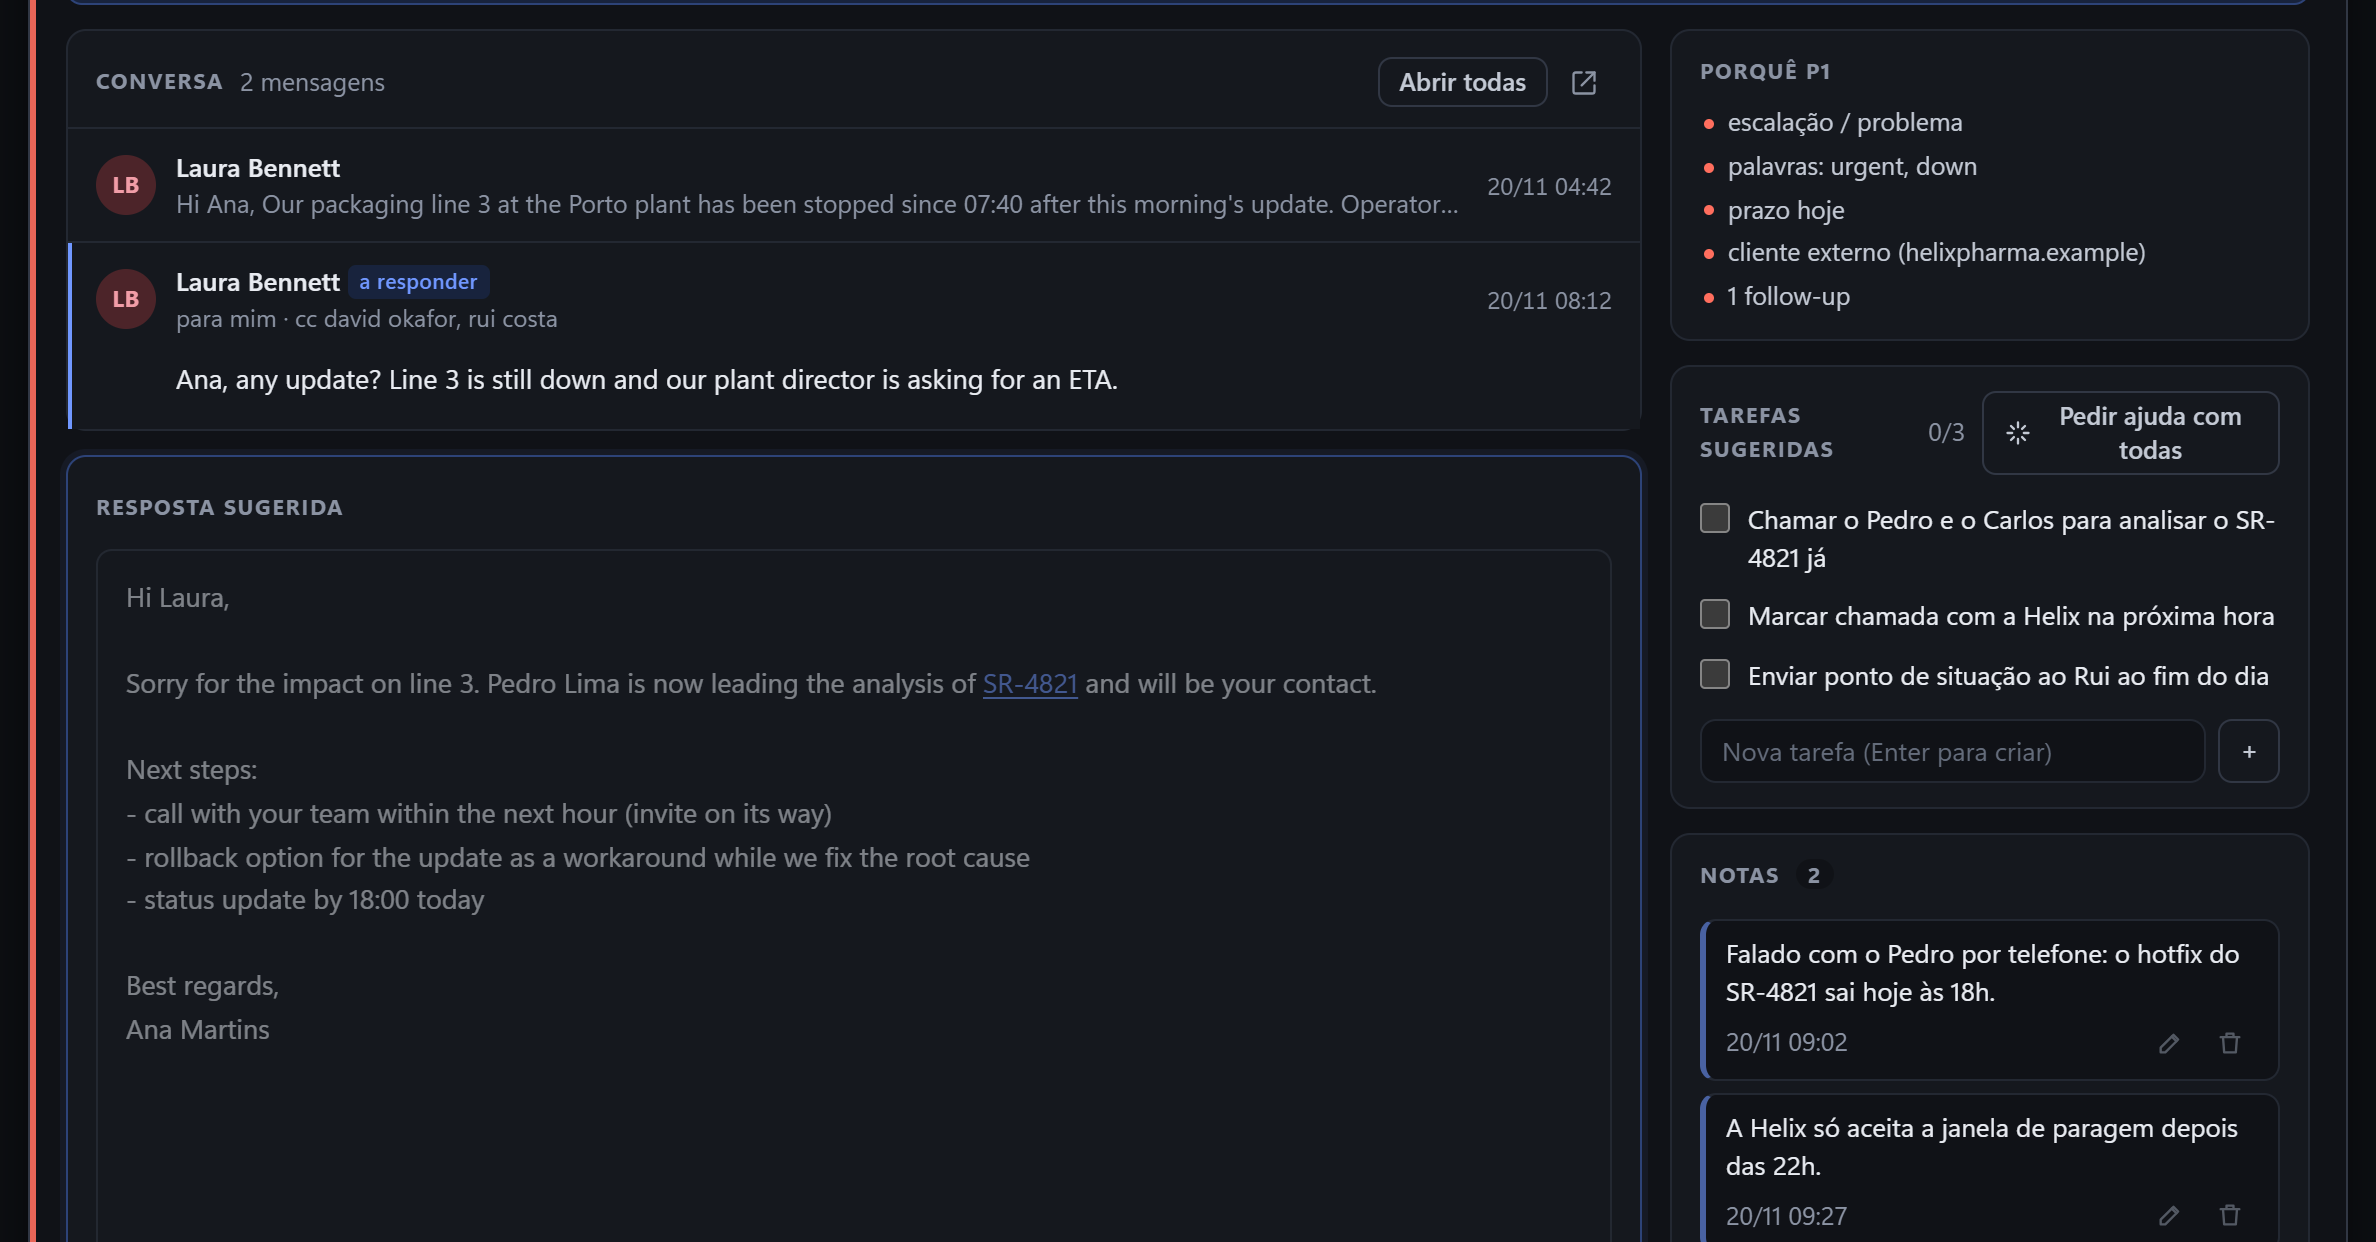 CONVERSA 2 mensagens
Abrir todas
LB
Laura Bennett
Hi Ana, Our packaging line 3 at the Porto plant has been stopped since 07:40 after this morning's update. Operator...
20/11 04:42
LB
Laura Bennett a responder
para mim · cc david okafor, rui costa
20/11 08:12
Ana, any update? Line 3 is still down and our plant director is asking for an ETA.
RESPOSTA SUGERIDA
Hi Laura,
Sorry for the impact on line 3. Pedro Lima is now leading the analysis of SR-4821 and will be your contact.
Next steps:
- call with your team within the next hour (invite on its way)
- rollback option for the update as a workaround while we fix the root cause
- status update by 18:00 today
Best regards,
Ana Martins
PORQUÊ P1
escalação / problema
palavras: urgent, down
prazo hoje
cliente externo (helixpharma.example)
1 follow-up
TAREFAS
SUGERIDAS
0/3
Pedir ajuda com
todas
Chamar o Pedro e o Carlos para analisar o SR-
4821 já
Marcar chamada com a Helix na próxima hora
Enviar ponto de situação ao Rui ao fim do dia
Nova tarefa (Enter para criar)
+
NOTAS 2
Falado com o Pedro por telefone: o hotfix do
SR-4821 sai hoje às 18h.
20/11 09:02
A Helix só aceita a janela de paragem depois
das 22h.
20/11 09:27